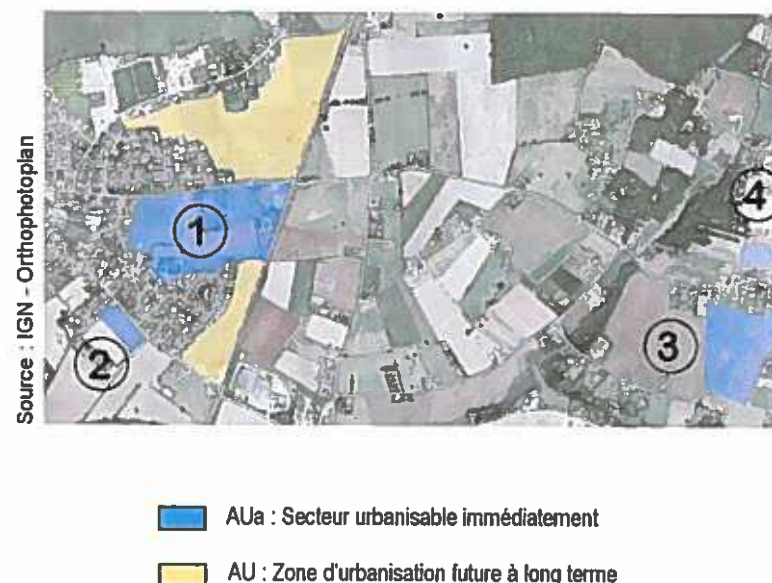 Source : IGN - Orthophotoplan
1
2
3
4
AUa : Secteur urbanisable immédiatement
AU : Zone d'urbanisation future à long terme